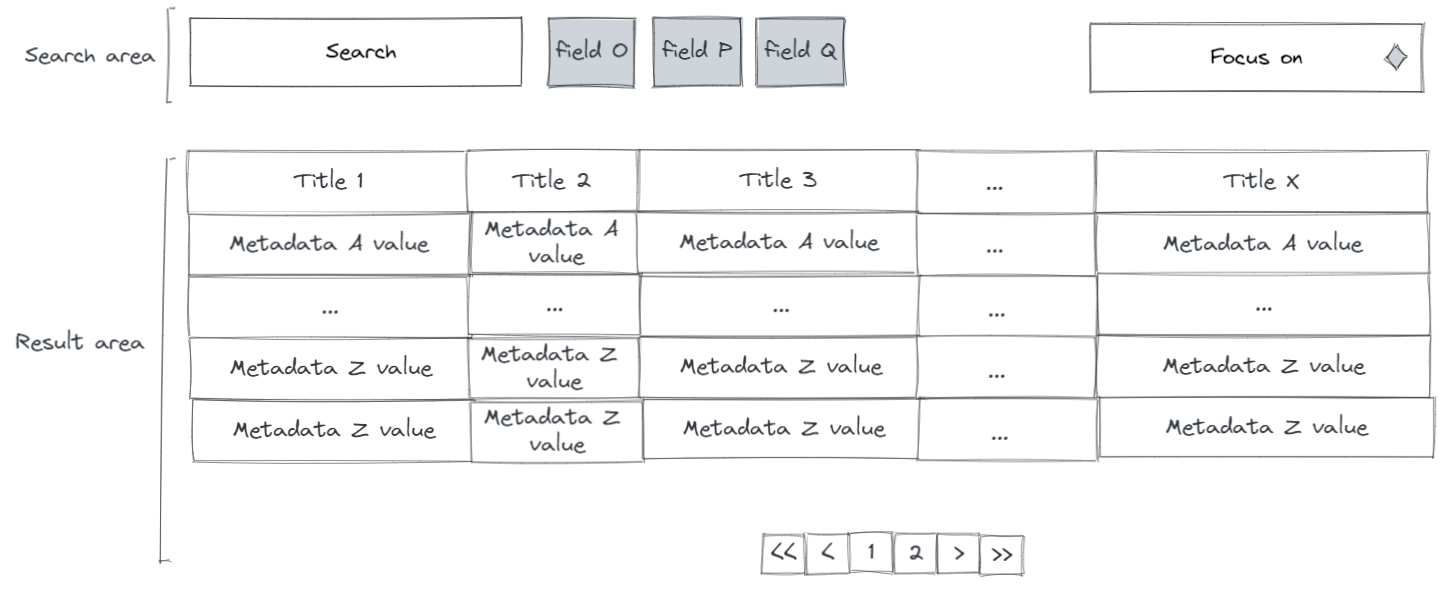 Search area
Search
field O
field P
field Q
Focus on
Title 1
Title 2
Title 3
...
Title X
Metadata A value
Metadata A
value
Metadata A value
...
Metadata A value
...
...
...
...
...
Result area
Metadata Z value
Metadata Z
value
Metadata Z value
...
Metadata Z value
Metadata Z value
Metadata Z
value
Metadata Z value
...
Metadata Z value
<<
<
1
2
>
>>